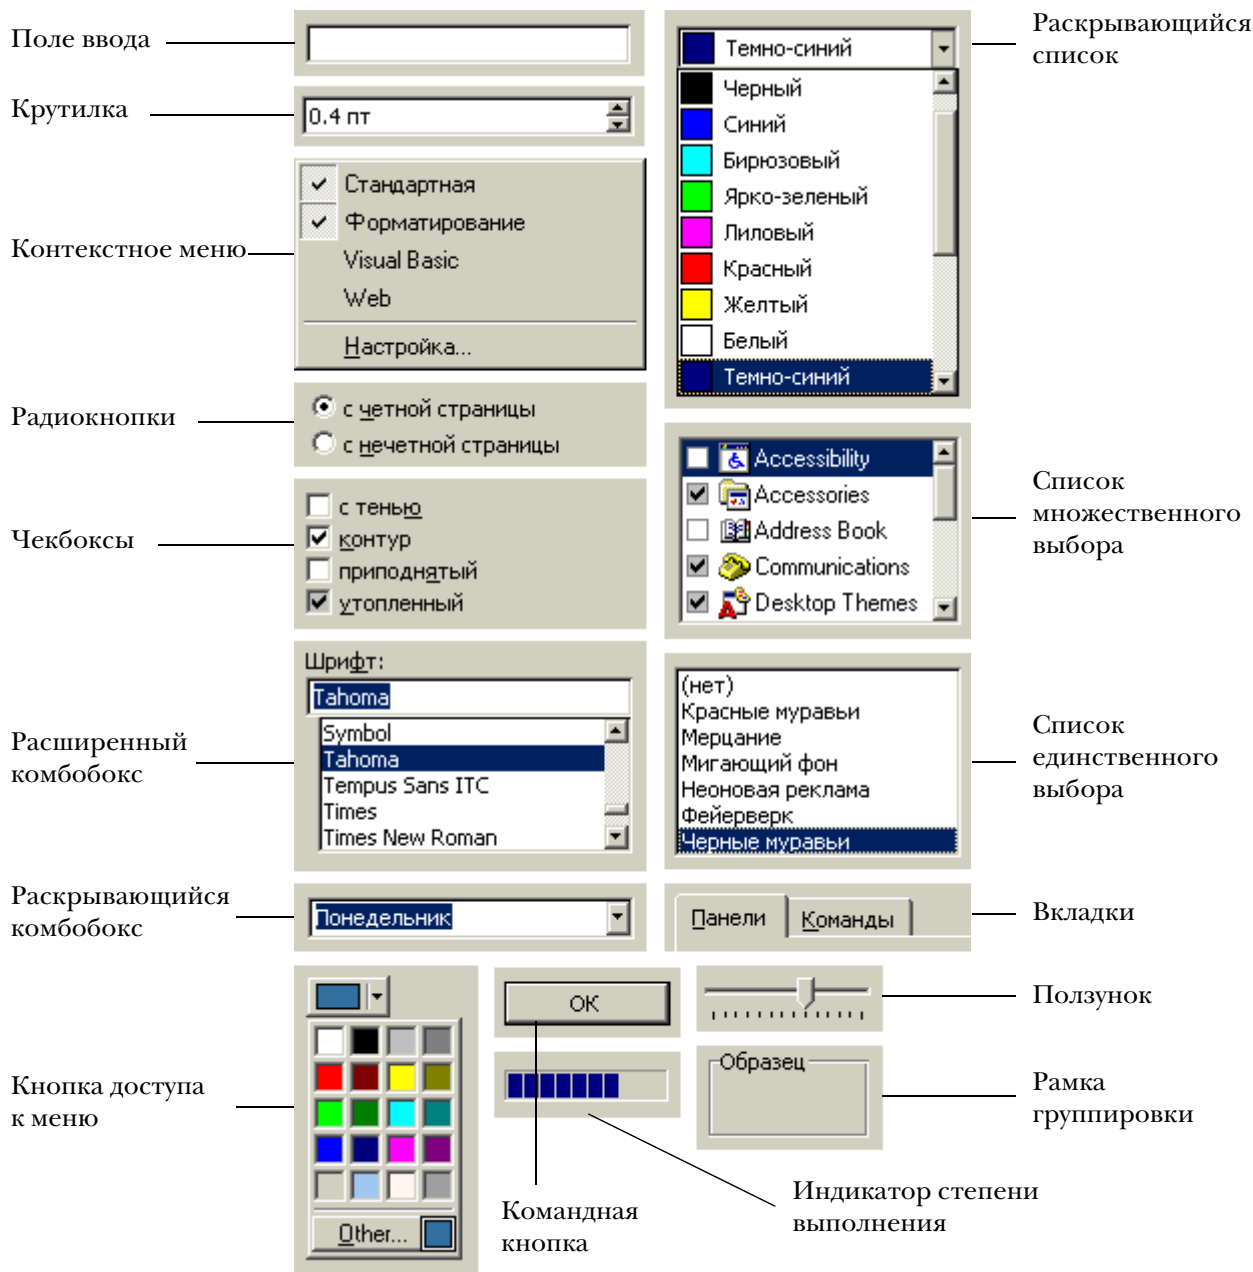 Поле ввода
Раскрывающийся
список
Темно-синий
Черный
Синий
Бирюзовый
Ярко-зеленый
Лиловый
Красный
Желтый
Белый
Темно-синий
Крутилка
0.4 пт
Контекстное меню
Стандартная
Форматирование
Visual Basic
Web
Настройка...
Радиокнопки
с четной страницы
с нечетной страницы
Accessibility
Accessories
Address Book
Communications
Desktop Themes
Список
множественного
выбора
Чекбоксы
с тенью
контур
приподнятый
утопленный
Расширенный
комбобокс
Шрифт:
Tahoma
Symbol
Tahoma
Tempus Sans ITC
Times
Times New Roman
(нет)
Красные муравьи
Мерцание
Мигающий фон
Неоновая реклама
Фейерверк
Черные муравьи
Список
единственного
выбора
Раскрывающийся
комбобокс
Понедельник
Панели
Команды
Вкладки
Кнопка доступа
к меню
Other...
OK
Командная
кнопка
Индикатор степени
выполнения
Ползунок
Образец
Рамка
группировки